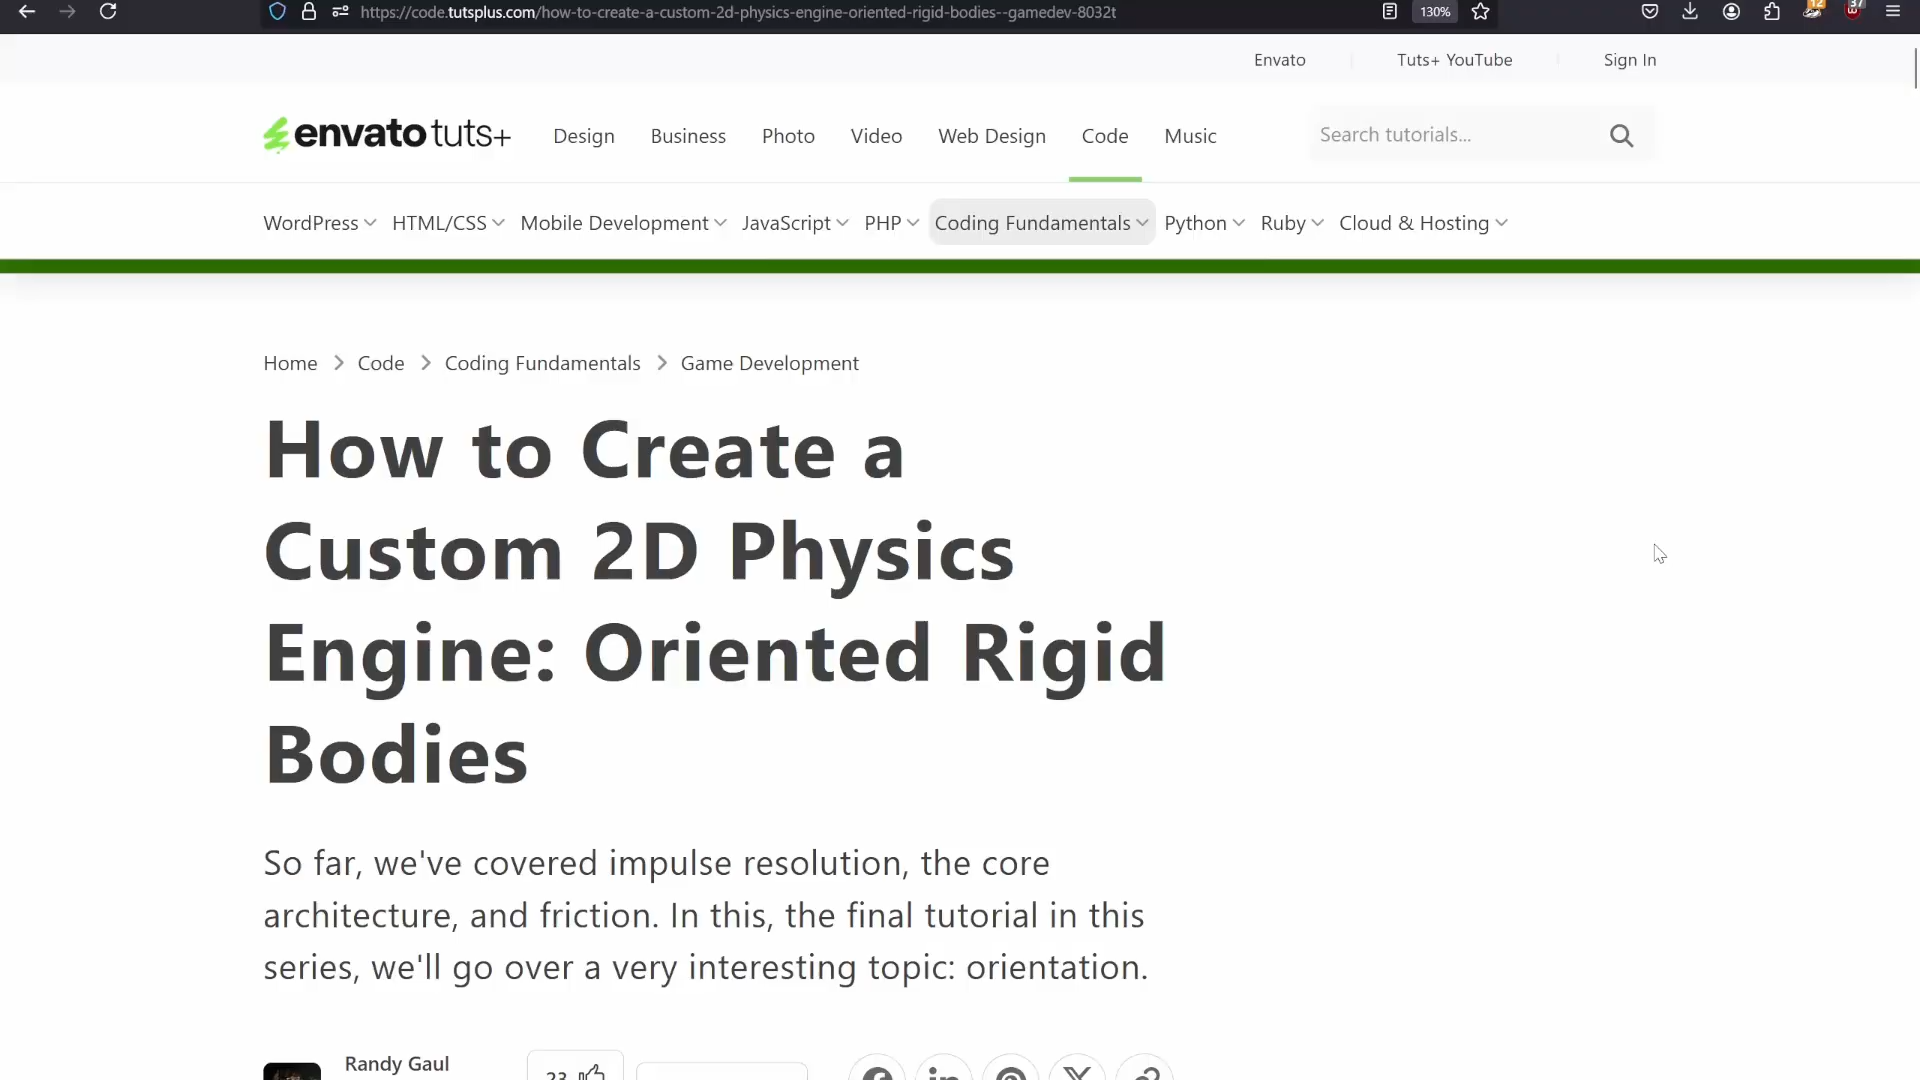 https://code.tutsplus.com/how-to-create-a-custom-2d-physics-engine-oriented-rigid-bodies--gamedev-8032t
130%
12
37
Envato
Tuts+ YouTube
Sign In
envato tuts+
Design
Business
Photo
Video
Web Design
Code
Music
Search tutorials...
WordPress
HTML/CSS
Mobile Development
JavaScript
PHP
Coding Fundamentals
Python
Ruby
Cloud & Hosting
Home
Code
Coding Fundamentals
Game Development
How to Create a
Custom 2D Physics
Engine: Oriented Rigid
Bodies
So far, we've covered impulse resolution, the core
architecture, and friction. In this, the final tutorial in this
series, we'll go over a very interesting topic: orientation.
Randy Gaul
23